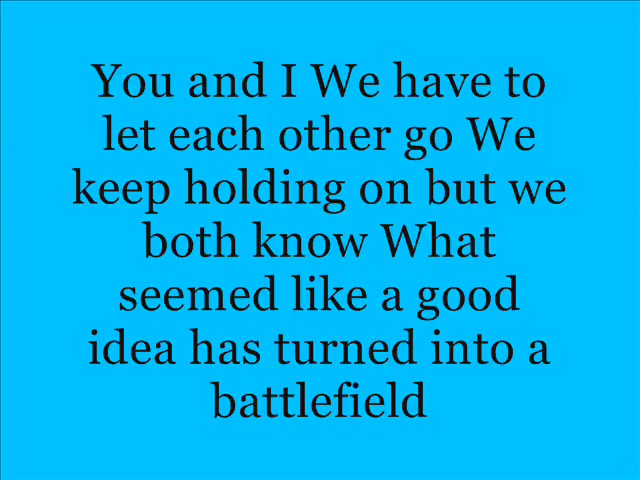 You and I We have to
let each other go We
keep holding on but we
both know What
seemed like a good
idea has turned into a
battlefield